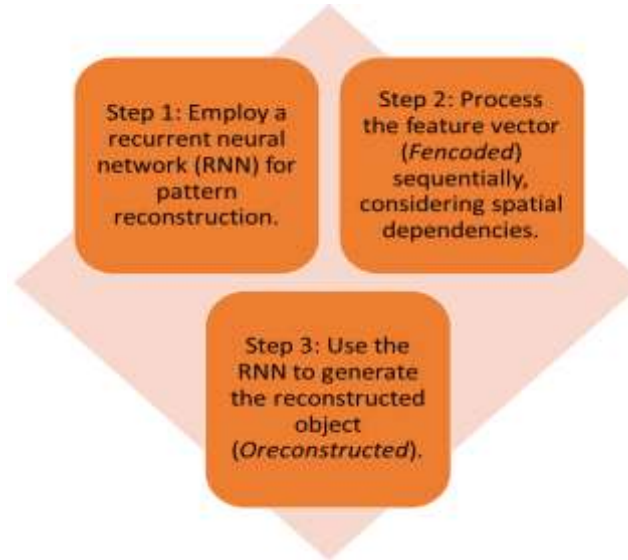 Step 1: Employ a
recurrent neural
network (RNN) for
pattern
reconstruction.
Step 2: Process
the feature vector
(Fencoded)
sequentially,
considering spatial
dependencies.
Step 3: Use the
RNN to generate
the reconstructed
object
(Oreconstructed).